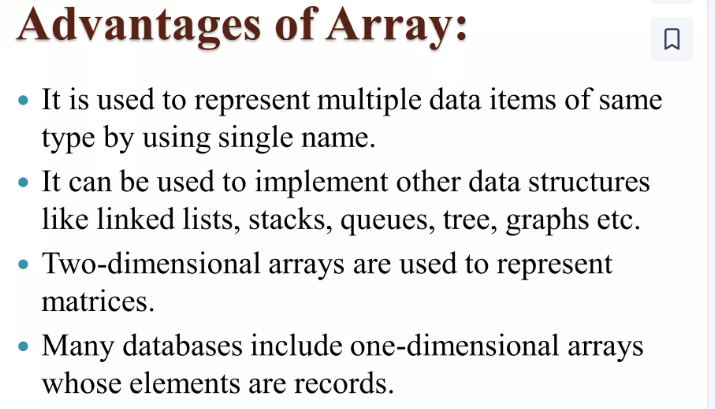 Advantages of Array:
• It is used to represent multiple data items of same
type by using single name.
• It can be used to implement other data structures
like linked lists, stacks, queues, tree, graphs etc.
• Two-dimensional arrays are used to represent
matrices.
• Many databases include one-dimensional arrays
whose elements are records.